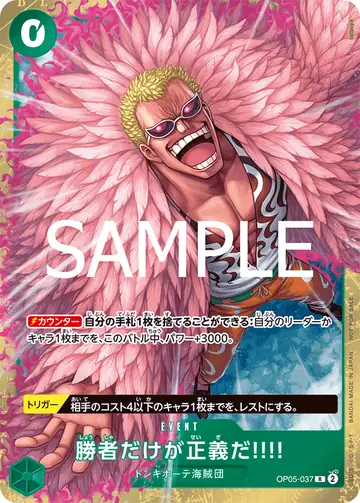 0
SAMPLE
カウンター 自分の手札1枚を捨てることができる:自分のリーダーか
キャラ1枚までを、このバトル中、パワー+3000。
トリガー 相手のコスト4以下のキャラ1枚までを、レストにする。
EVENT
勝者だけが正義だ!!!!
ドンキホーテ海賊団
OP05-037 R 2